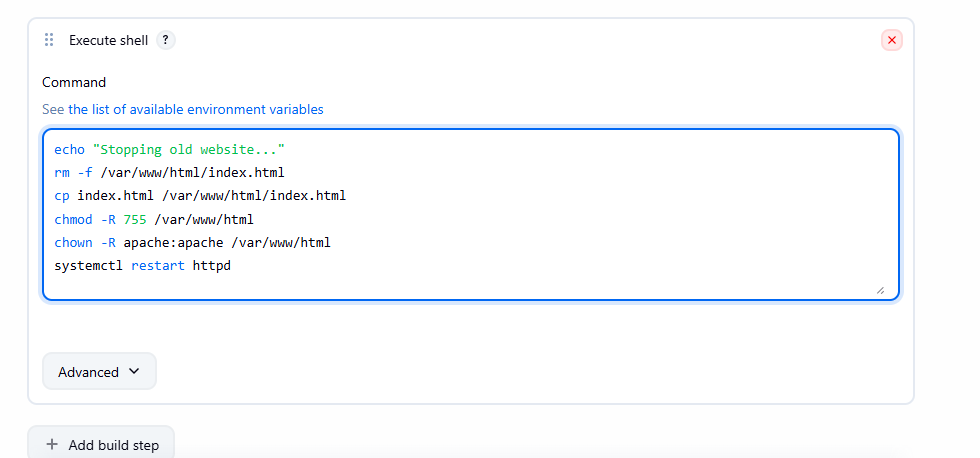 Execute shell ?
Command
See the list of available environment variables
echo "Stopping old website..."
rm -f /var/www/html/index.html
cp index.html /var/www/html/index.html
chmod -R 755 /var/www/html
chown -R apache:apache /var/www/html
systemctl restart httpd
Advanced
Add build step